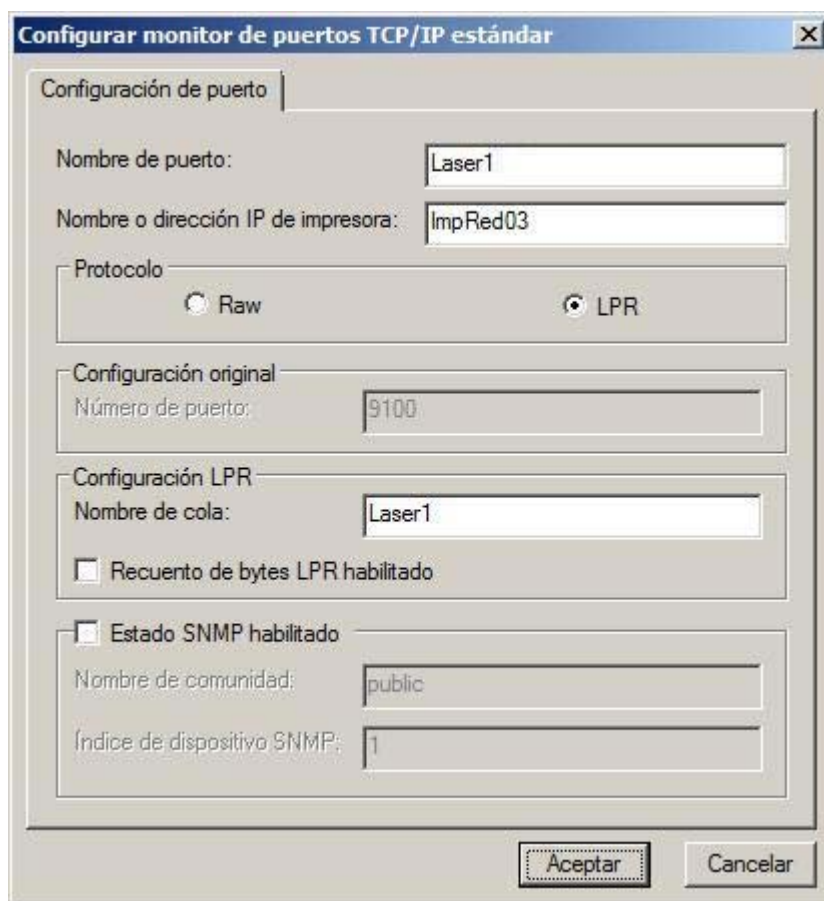 Configurar monitor de puertos TCP/IP estándar
Configuración de puerto
Nombre de puerto: Laser1
Nombre o dirección IP de impresora: ImpRed03
Protocolo
Raw LPR
Configuración original
Número de puerto: 9100
Configuración LPR
Nombre de cola: Laser1
Recuento de bytes LPR habilitado
Estado SNMP habilitado
Nombre de comunidad: public
Índice de dispositivo SNMP: 1
Aceptar Cancelar